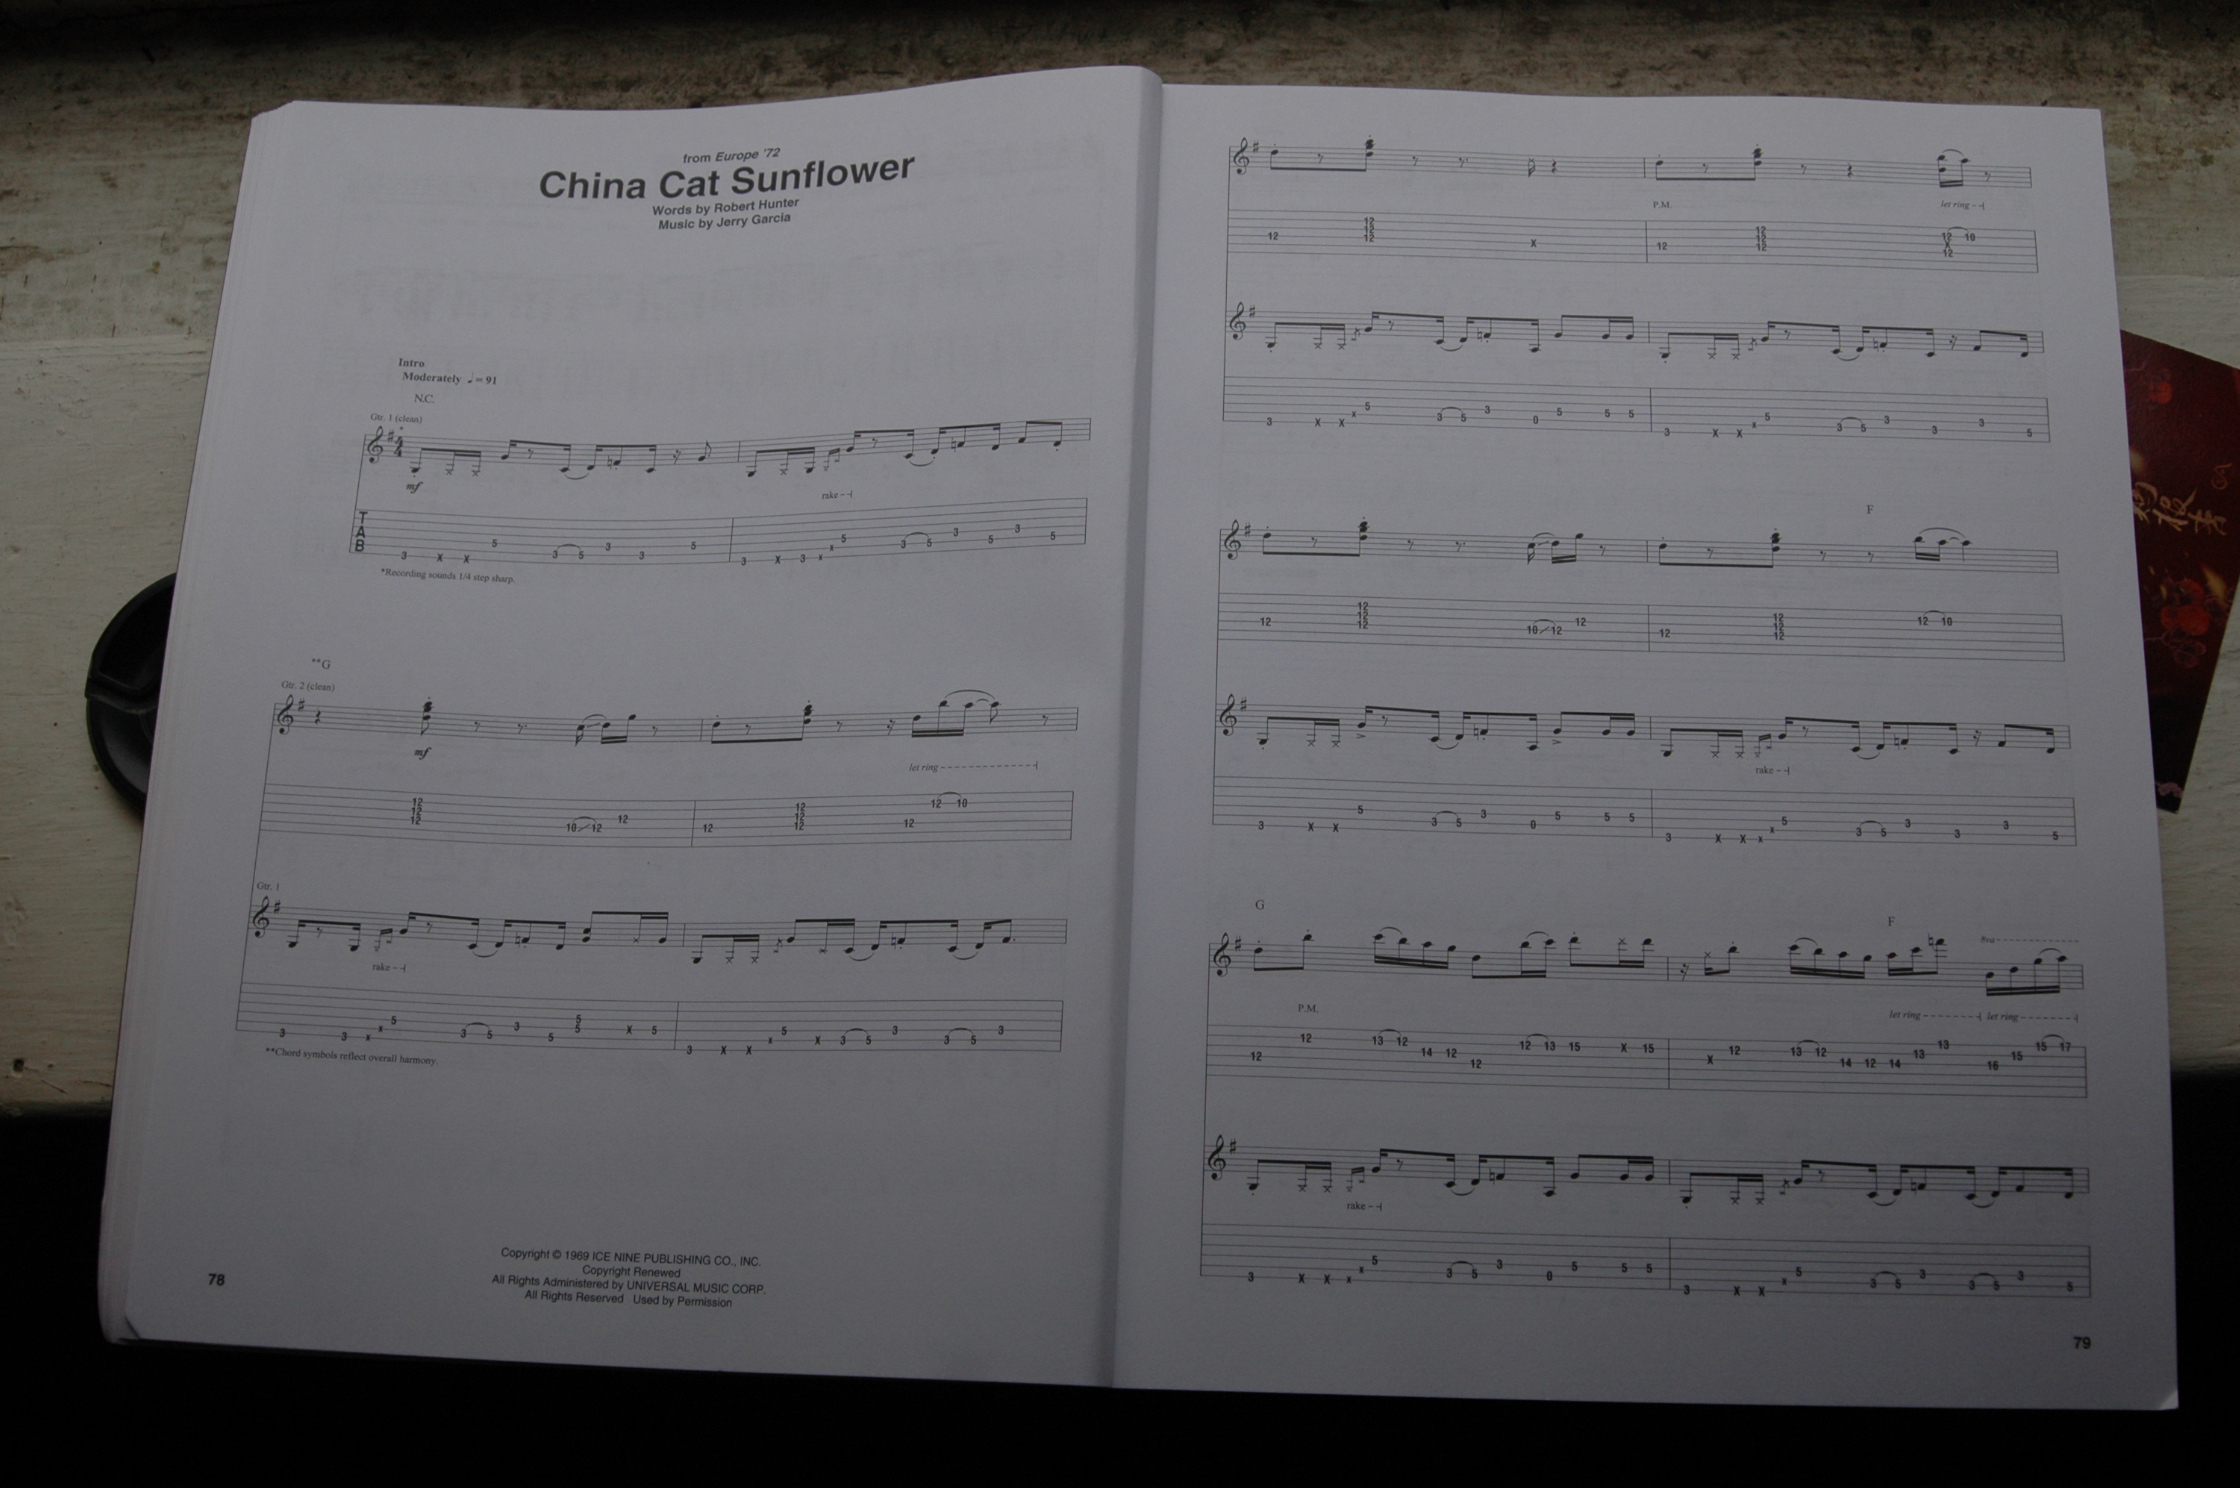 from Europe '72
China Cat Sunflower
Words by Robert Hunter
Music by Jerry Garcia
Intro
Moderately ♩= 91
N.C.
Gtr. 1 (clean)
*
4
4
mf
rake
T
A
B
3 x x 5 3 5 3 3 5 3 x 3 x x 5 3 5 3 5 3 5
*Recording sounds 1/4 step sharp.
**G
Gtr. 2 (clean)
mf
let ring
12 12 12 10 12 12 12 12 12 12 12 12 10
Gtr. 1
rake
3 3 x x 5 3 5 3 5 5 5 x 5 3 x x x 5 x 3 5 3 3 5 3
**Chord symbols reflect overall harmony.
Copyright © 1969 ICE NINE PUBLISHING CO., INC.
Copyright Renewed
All Rights Administered by UNIVERSAL MUSIC CORP.
All Rights Reserved Used by Permission
78
P.M.
let ring
12 12 12 12 x 12 12 12 12 12 x 12 10
3 x x x 5 3 5 3 0 5 5 5 3 x x x 5 3 5 3 3 3 5
F
12 12 12 12 10 12 12 12 12 12 12 12 10
rake
3 x x 5 3 5 3 0 5 5 5 3 x x x x 5 3 5 3 3 3 5
G
F
8va
P.M.
let ring
let ring
12 12 13 12 14 12 12 12 13 15 x 15 x 12 13 12 14 12 14 13 13 16 15 15 17
rake
3 x x x x 5 3 5 3 0 5 5 5 3 x x x 5 3 5 3 3 5 3 5
79